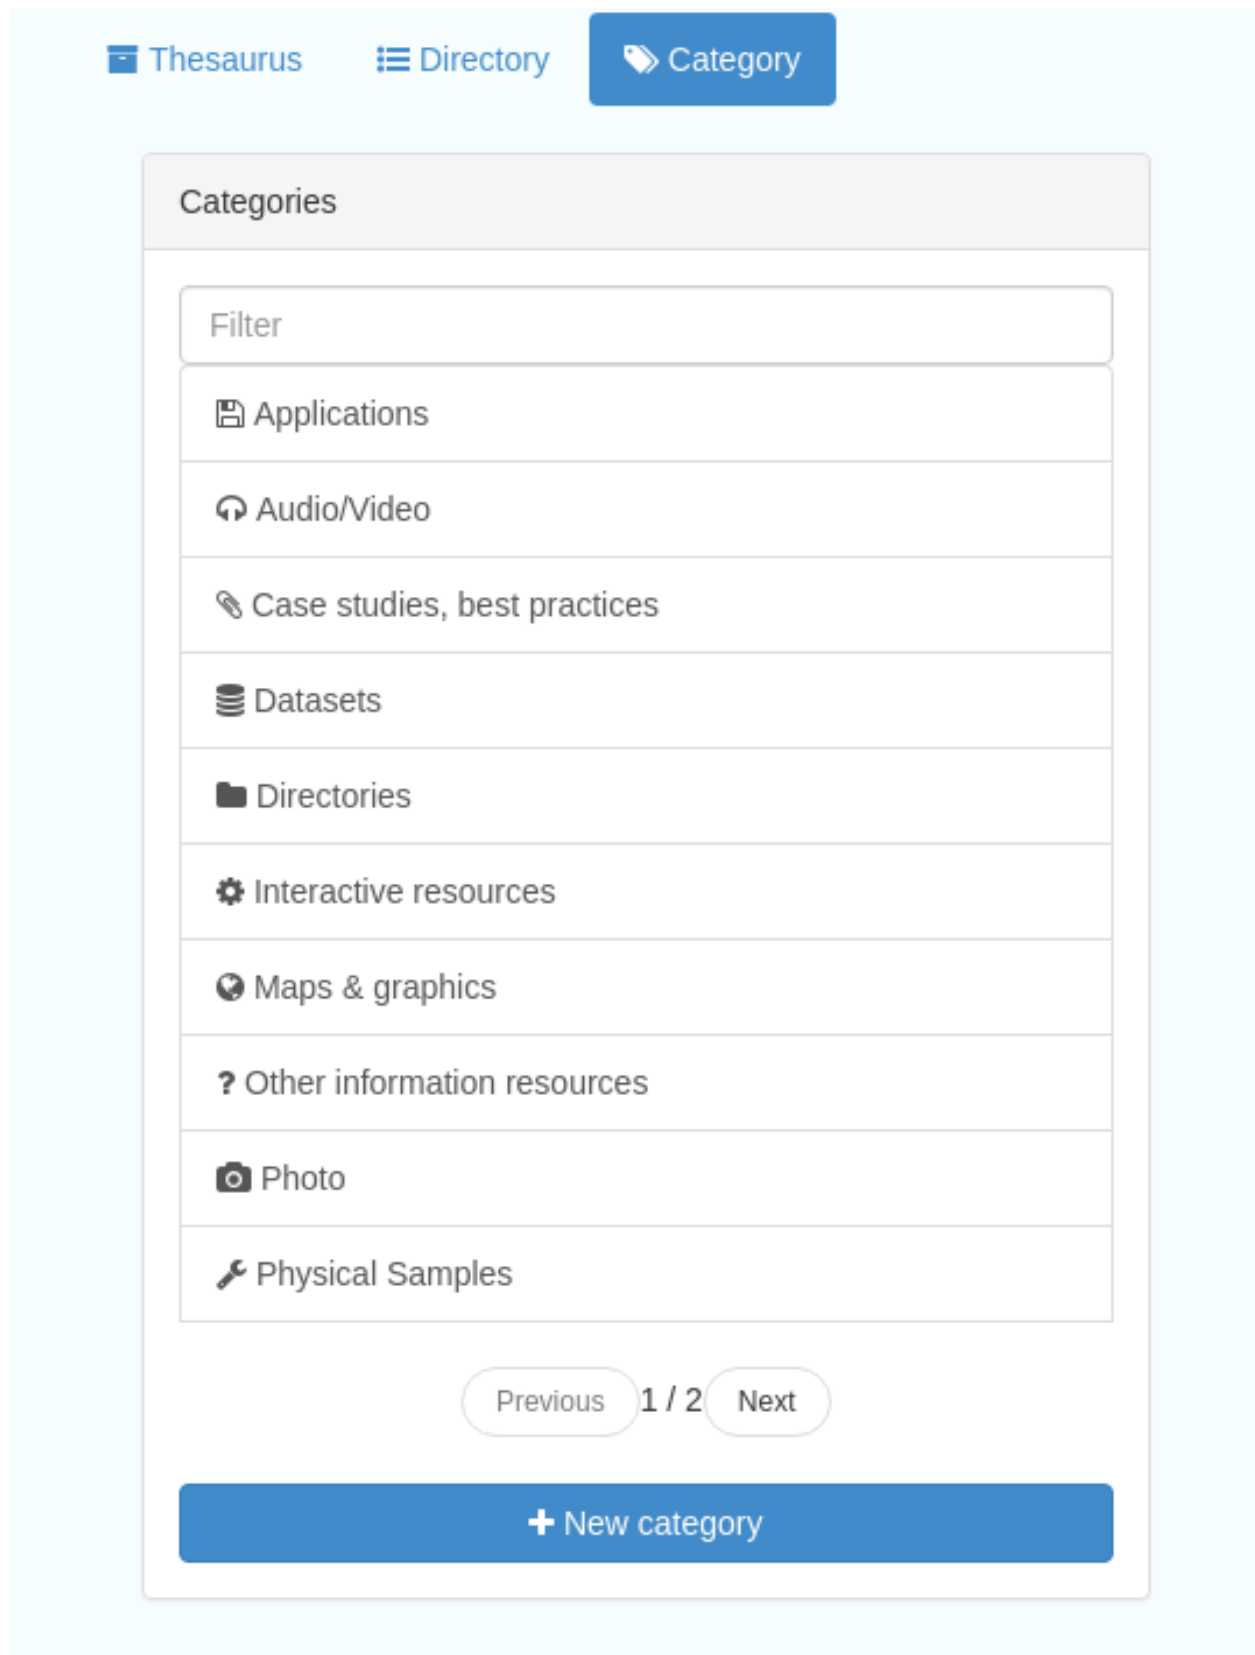 Thesaurus Directory Category
Categories
Filter
Applications
Audio/Video
Case studies, best practices
Datasets
Directories
Interactive resources
Maps & graphics
? Other information resources
Photo
Physical Samples
Previous 1 / 2 Next
+ New category